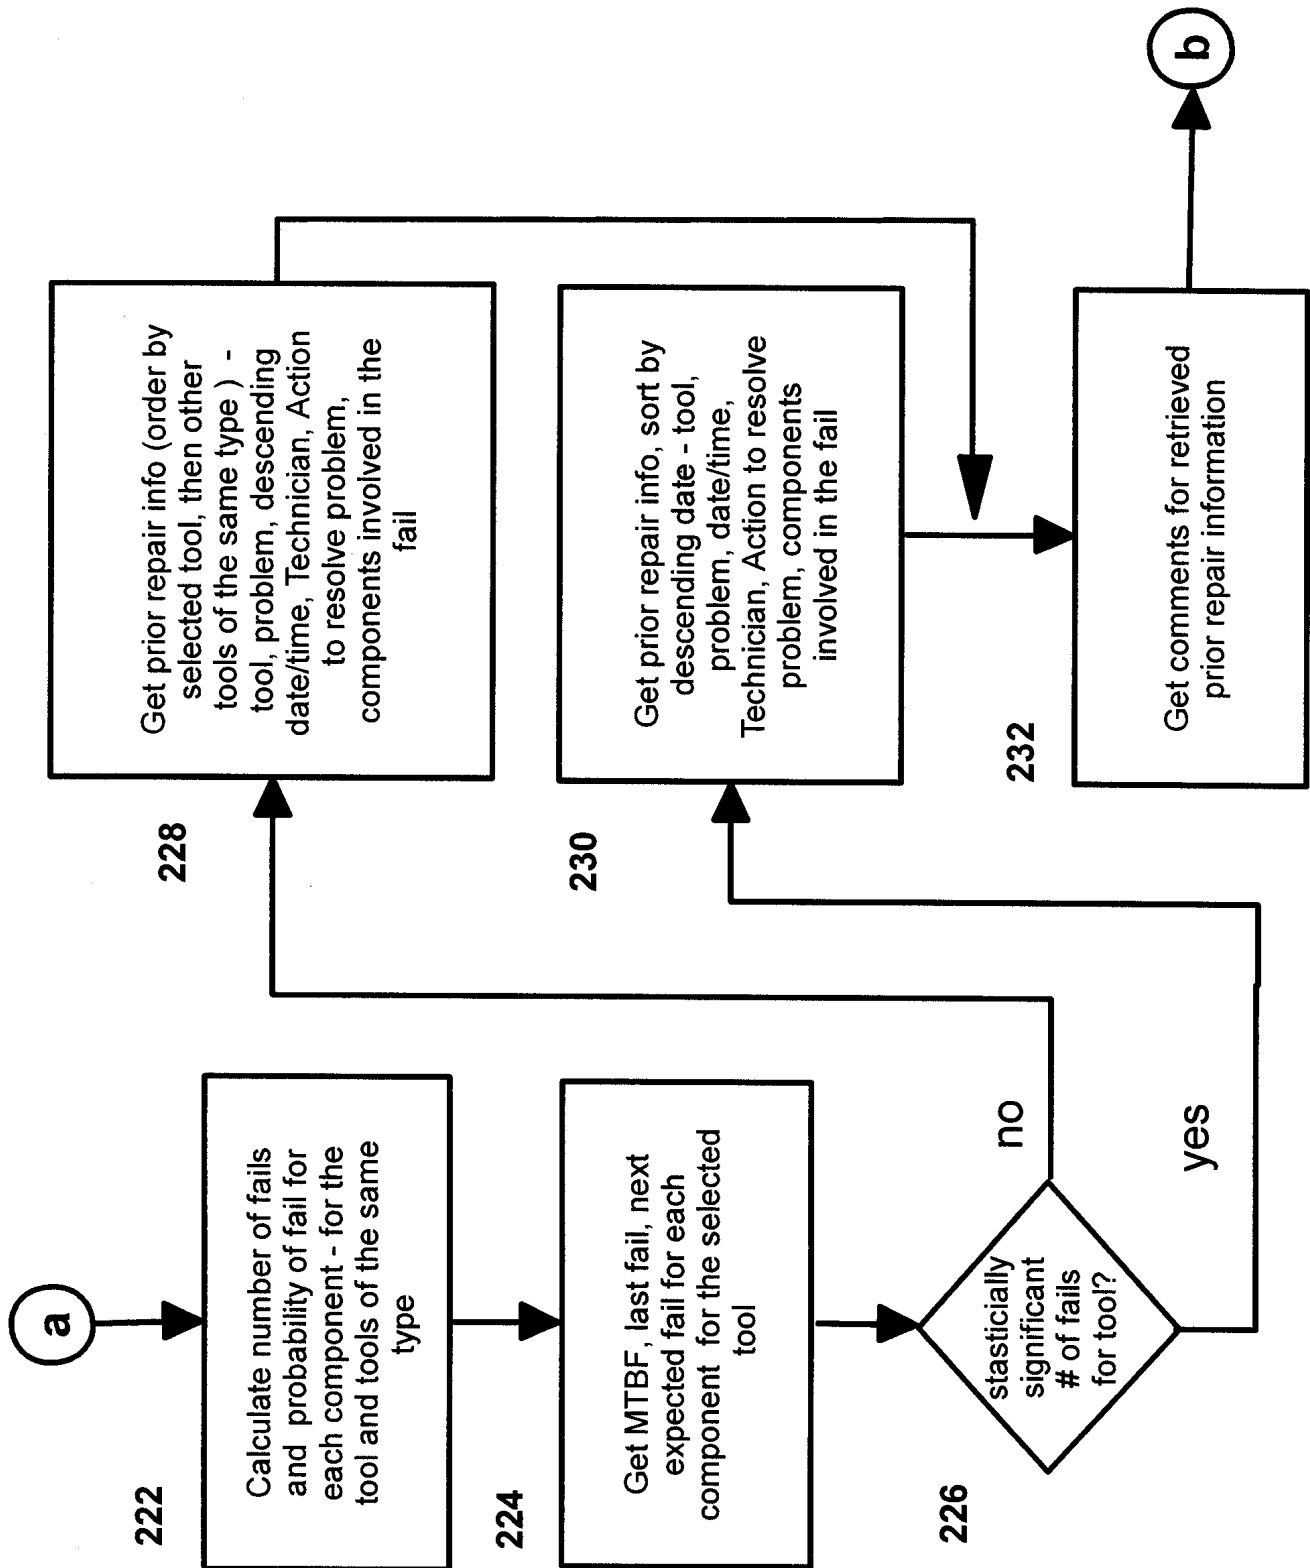 a
222
Calculate number of fails
and probability of fail for
each component - for the
tool and tools of the same
type
224
Get MTBF, last fail, next
expected fail for each
component for the selected
tool
226
stasticially
significant
# of fails
for tool?
no
yes
228
Get prior repair info (order by
selected tool, then other
tools of the same type ) -
tool, problem, descending
date/time, Technician, Action
to resolve problem,
components involved in the
fail
230
Get prior repair info, sort by
descending date - tool,
problem, date/time,
Technician, Action to resolve
problem, components
involved in the fail
232
Get comments for retrieved
prior repair information
b